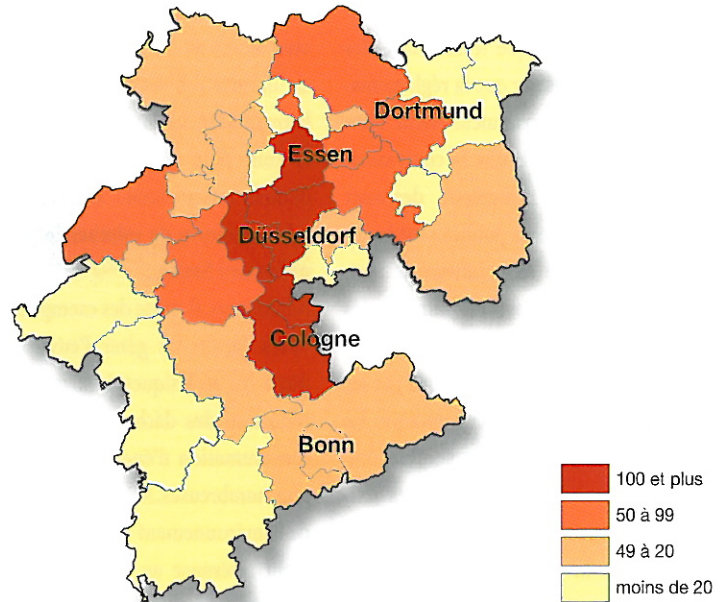 Dortmund
Essen
Düsseldorf
Cologne
Bonn
100 et plus
50 à 99
49 à 20
moins de 20